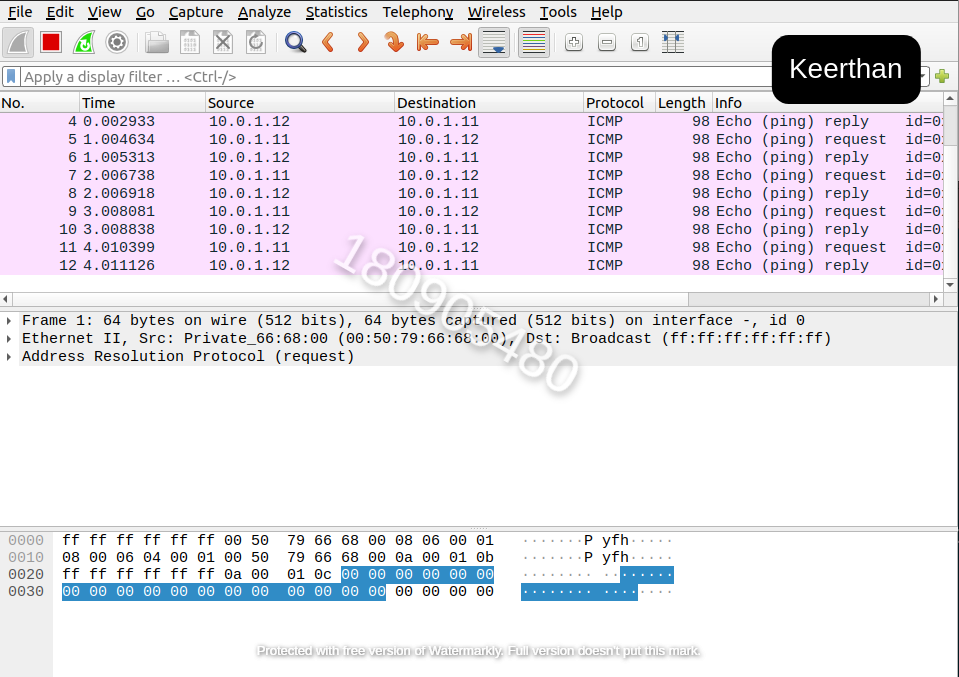 File Edit View Go Capture Analyze Statistics Telephony Wireless Tools Help
Apply a display filter … <Ctrl-/>
Keerthan
No. Time Source Destination Protocol Length Info
4 0.002933 10.0.1.12 10.0.1.11 ICMP 98 Echo (ping) reply id=0
5 1.004634 10.0.1.11 10.0.1.12 ICMP 98 Echo (ping) request id=0
6 1.005313 10.0.1.12 10.0.1.11 ICMP 98 Echo (ping) reply id=0
7 2.006738 10.0.1.11 10.0.1.12 ICMP 98 Echo (ping) request id=0
8 2.006918 10.0.1.12 10.0.1.11 ICMP 98 Echo (ping) reply id=0
9 3.008081 10.0.1.11 10.0.1.12 ICMP 98 Echo (ping) request id=0
10 3.008838 10.0.1.12 10.0.1.11 ICMP 98 Echo (ping) reply id=0
11 4.010399 10.0.1.11 10.0.1.12 ICMP 98 Echo (ping) request id=0
12 4.011126 10.0.1.12 10.0.1.11 ICMP 98 Echo (ping) reply id=0
180905480
Frame 1: 64 bytes on wire (512 bits), 64 bytes captured (512 bits) on interface -, id 0
Ethernet II, Src: Private_66:68:00 (00:50:79:66:68:00), Dst: Broadcast (ff:ff:ff:ff:ff:ff)
Address Resolution Protocol (request)
0000 ff ff ff ff ff ff 00 50 79 66 68 00 08 06 00 01 ·······P yfh·····
0010 08 00 06 04 00 01 00 50 79 66 68 00 0a 00 01 0b ·······P yfh·····
0020 ff ff ff ff ff ff 0a 00 01 0c 00 00 00 00 00 00 ········ ········
0030 00 00 00 00 00 00 00 00 00 00 00 00 00 00 00 00 ········ ········
Protected with free version of Watermarkly. Full version doesn't put this mark.